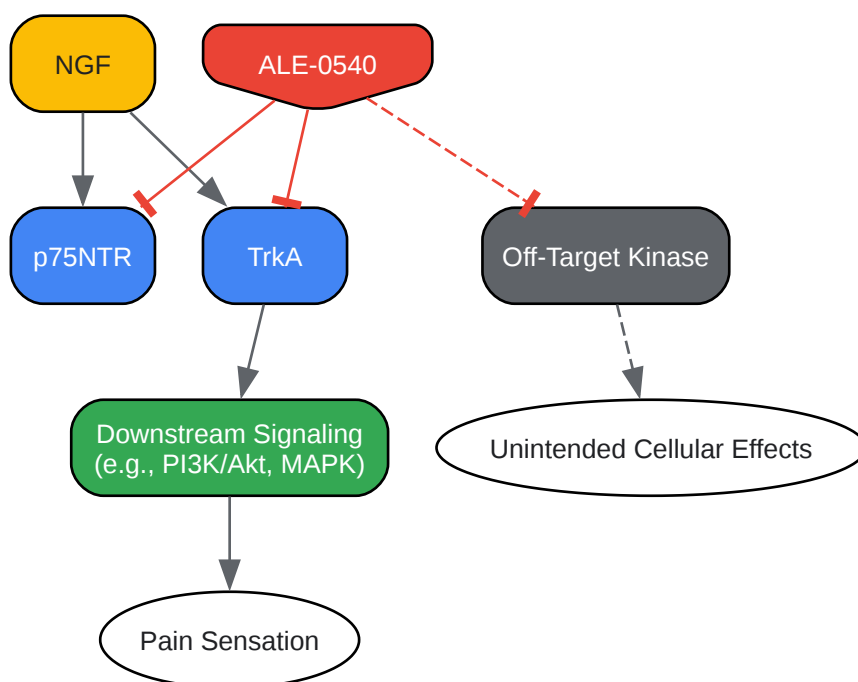 NGF
ALE-0540
p75NTR
TrkA
Off-Target Kinase
Downstream Signaling
(e.g., PI3K/Akt, MAPK)
Unintended Cellular Effects
Pain Sensation